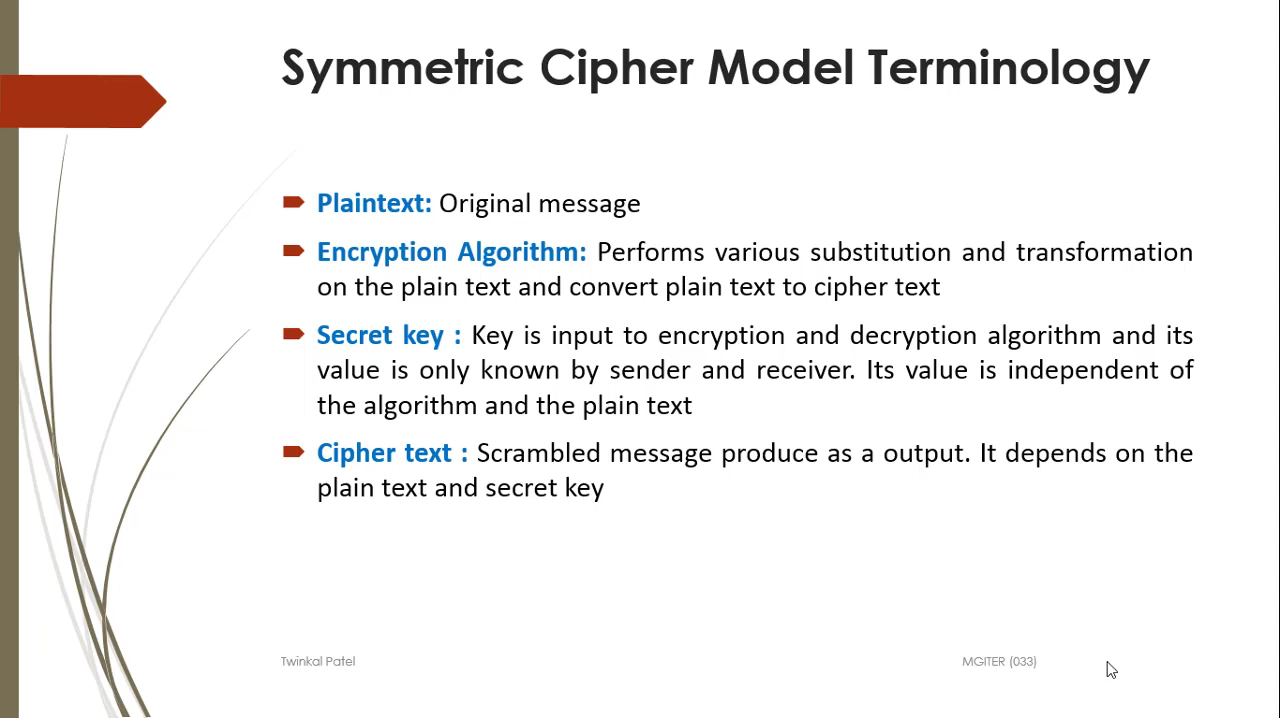 Symmetric Cipher Model Terminology
Plaintext: Original message
Encryption Algorithm: Performs various substitution and transformation
on the plain text and convert plain text to cipher text
Secret key : Key is input to encryption and decryption algorithm and its
value is only known by sender and receiver. Its value is independent of
the algorithm and the plain text
Cipher text : Scrambled message produce as a output. It depends on the
plain text and secret key
Twinkal Patel
MGITER (033)